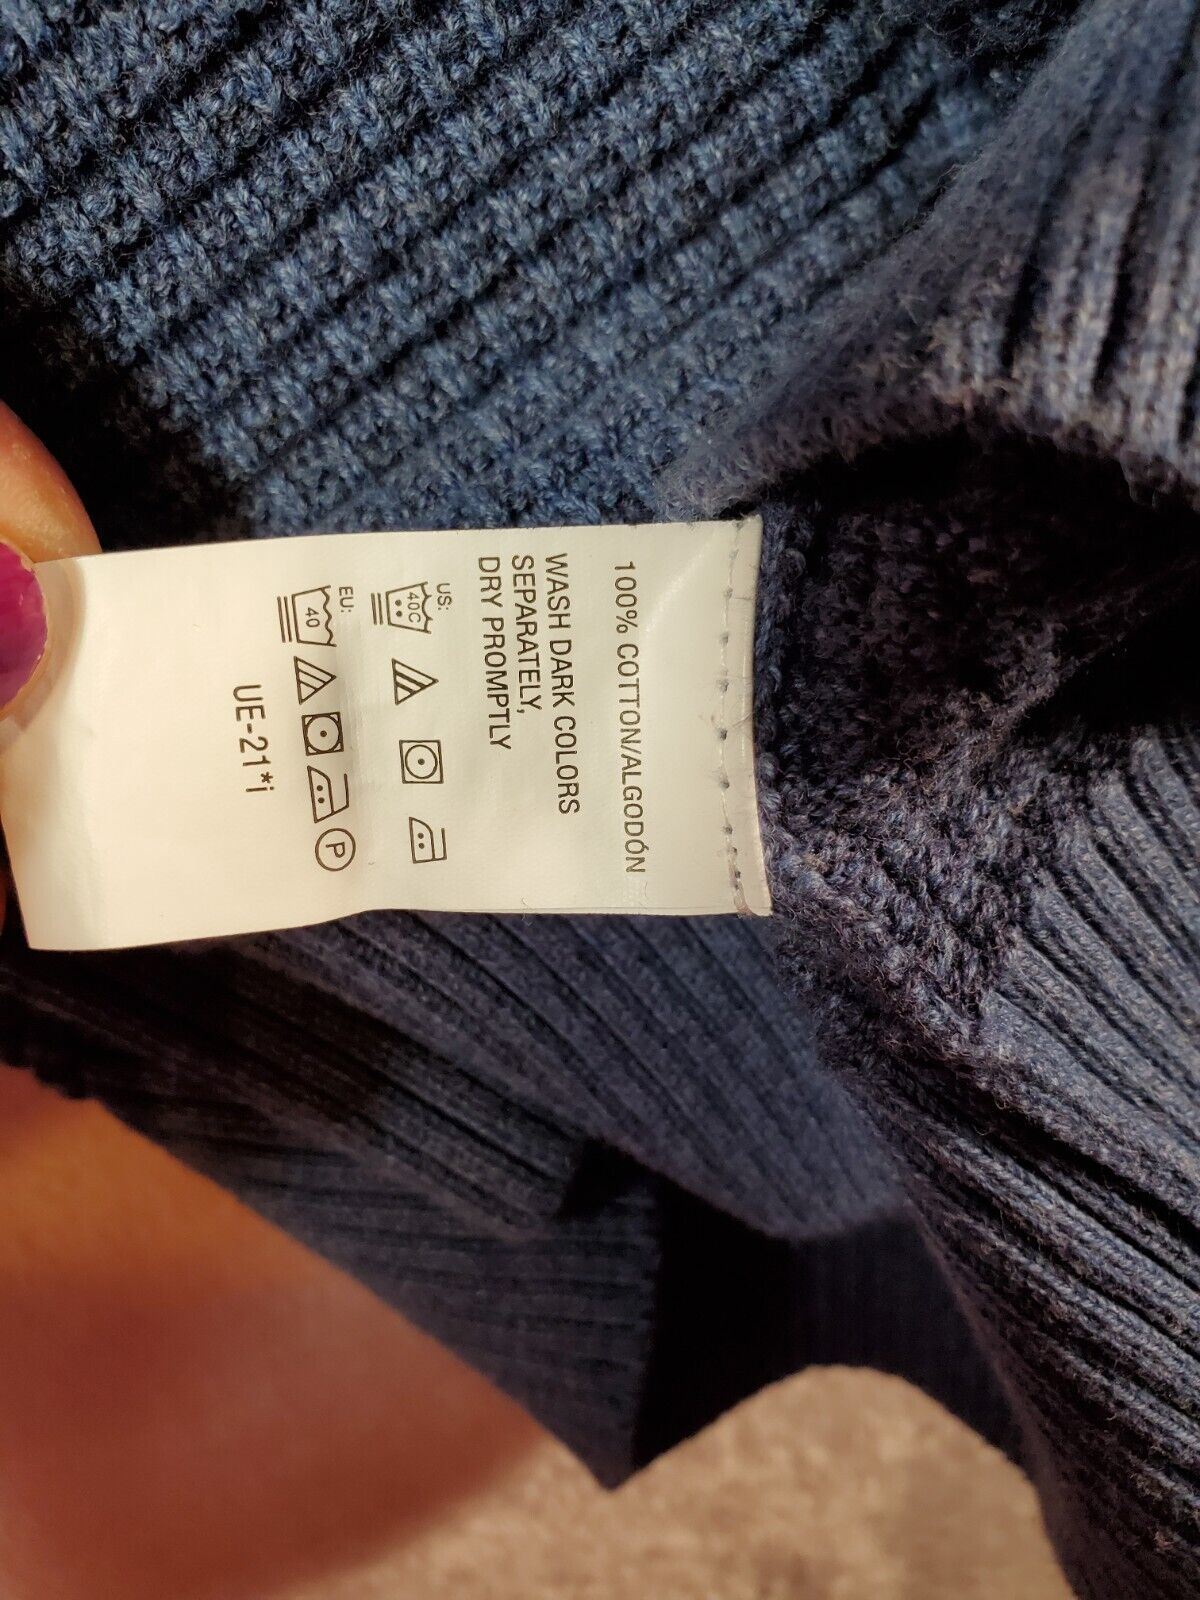 100% COTTON/ALGODÓN
WASH DARK COLORS
SEPARATELY,
DRY PROMPTLY
US:
40C
EU:
40
P
UE-21*i